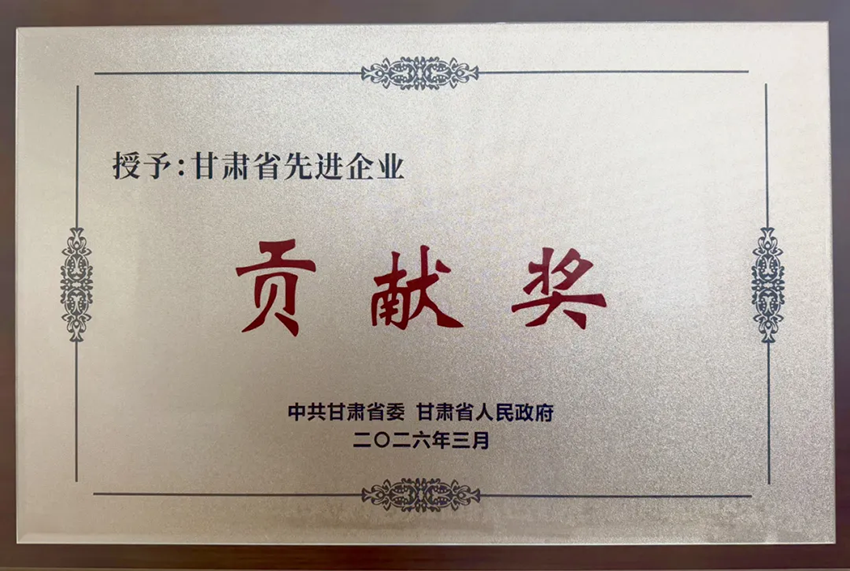 授予:甘肃省先进企业
贡献奖
中共甘肃省委 甘肃省人民政府
二〇二六年三月